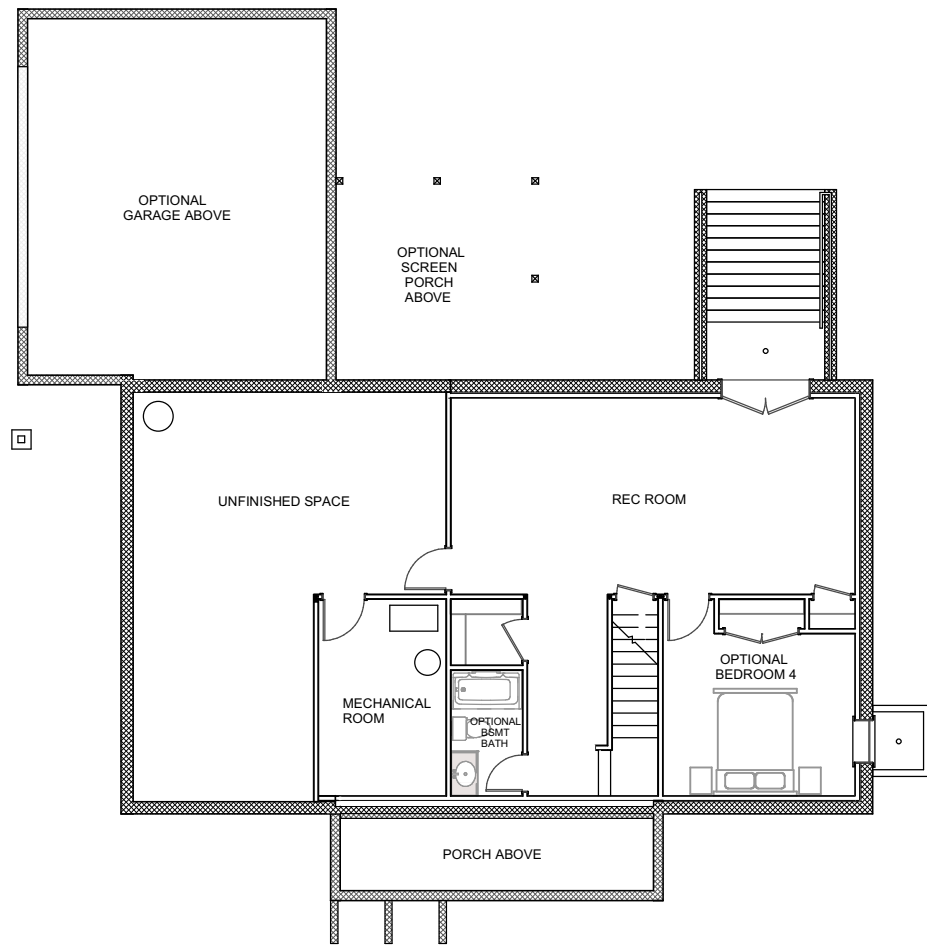 OPTIONAL
GARAGE ABOVE
OPTIONAL
SCREEN
PORCH
ABOVE
UNFINISHED SPACE
REC ROOM
OPTIONAL
BEDROOM 4
MECHANICAL
ROOM
OPTIONAL
BSMT
BATH
PORCH ABOVE